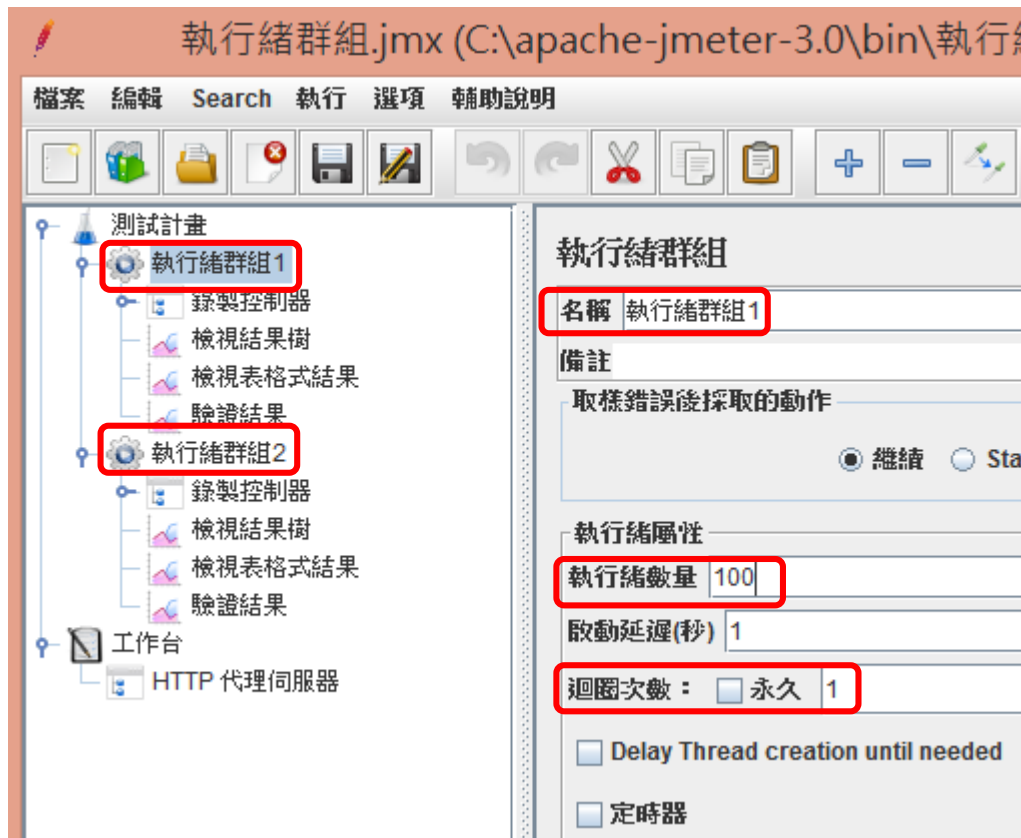 執行緒群組.jmx (C:\apache-jmeter-3.0\bin\執行
檔案 編輯 Search 執行 選項 輔助說明
測試計畫
執行緒群組1
錄製控制器
檢視結果樹
檢視表格式結果
驗證結果
執行緒群組2
錄製控制器
檢視結果樹
檢視表格式結果
驗證結果
工作台
HTTP 代理伺服器
執行緒群組
名稱 執行緒群組1
備註
取樣錯誤後採取的動作
繼續 Sta
執行緒屬性
執行緒數量 100
啟動延遲(秒) 1
迴圈次數： 永久 1
Delay Thread creation until needed
定時器